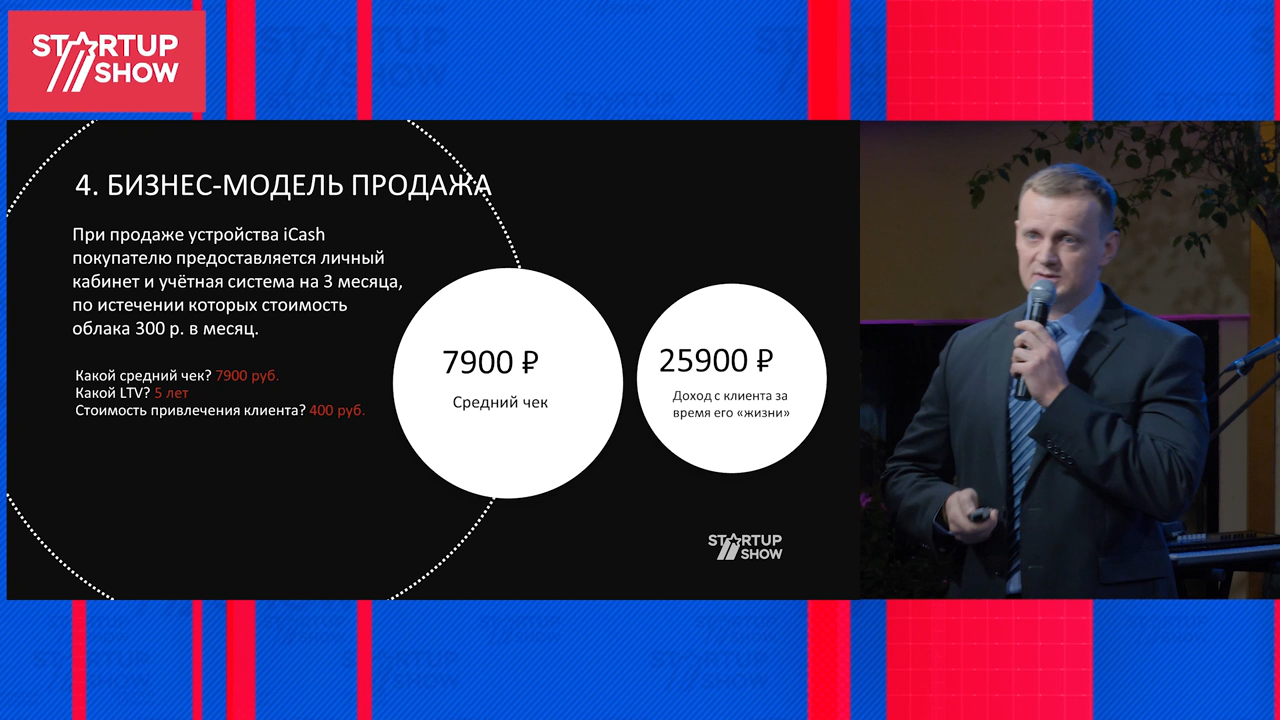 STARTUP
SHOW
4. БИЗНЕС-МОДЕЛЬ ПРОДАЖА
При продаже устройства iCash
покупателю предоставляется личный
кабинет и учётная система на 3 месяца,
по истечении которых стоимость
облака 300 р. в месяц.
Какой средний чек? 7900 руб.
Какой LTV? 5 лет
Стоимость привлечения клиента? 400 руб.
7900 ₽
Средний чек
25900 ₽
Доход с клиента за
время его «жизни»
STARTUP
SHOW